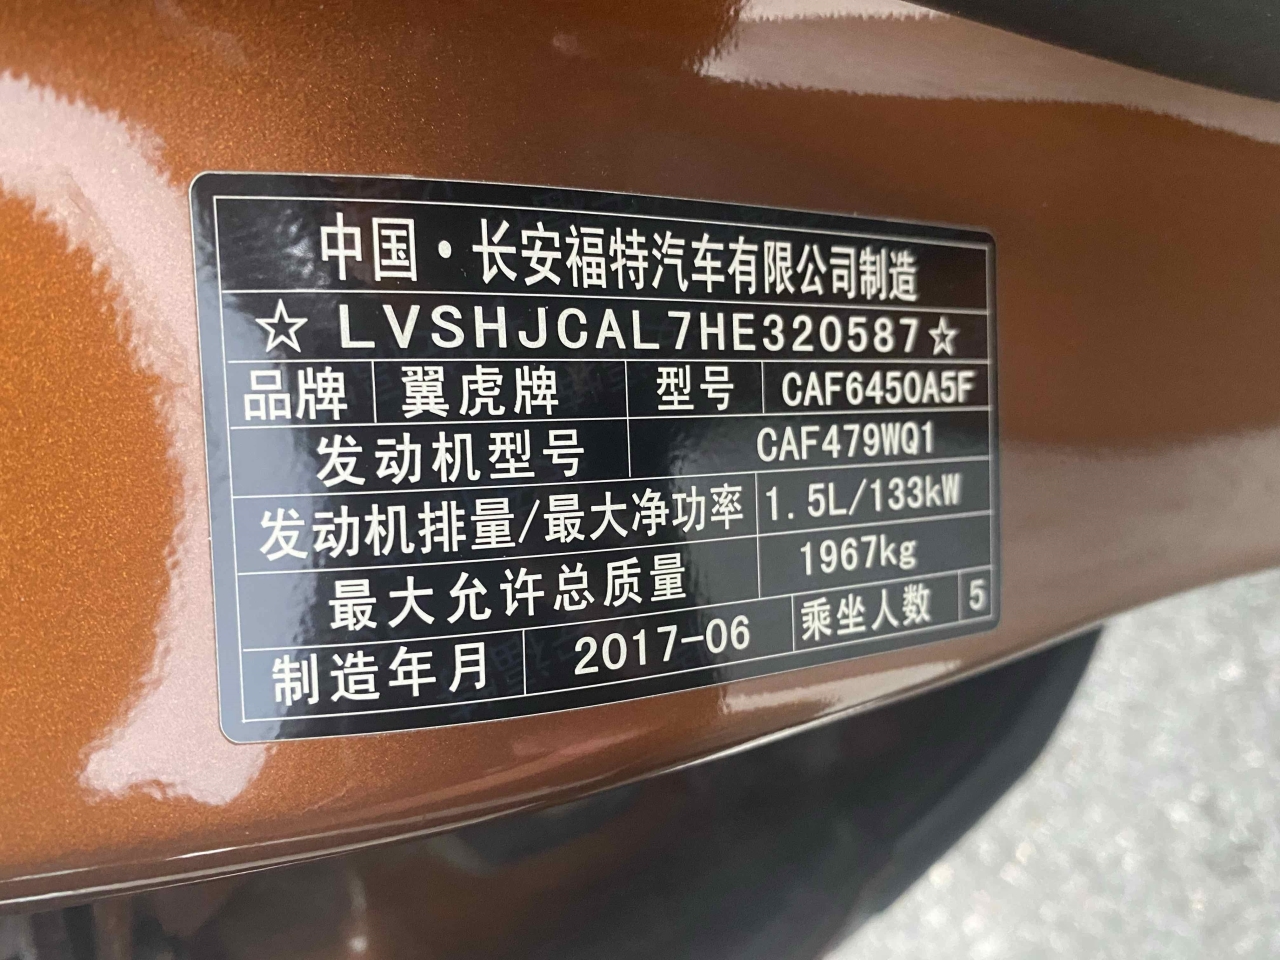 中国·长安福特汽车有限公司制造
☆LVSHJCAL7HE320587☆
品牌 翼虎牌 型号 CAF6450A5F
发动机型号 CAF479WQ1
发动机排量/最大净功率 1.5L/133kW
最大允许总质量 1967kg
制造年月 2017-06 乘坐人数 5